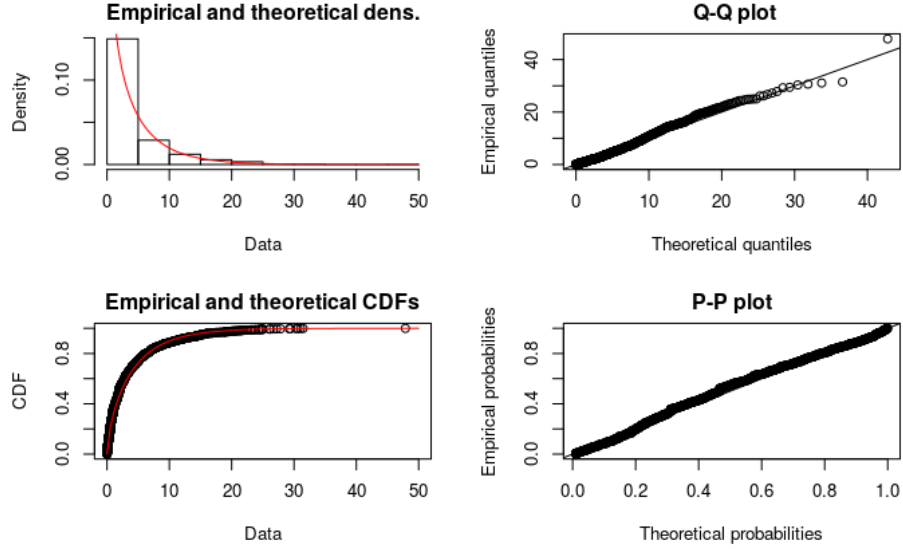 Empirical and theoretical dens.
Density
0.00
0.10
0 10 20 30 40 50
Data
Q-Q plot
Empirical quantiles
0
20
40
0 10 20 30 40
Theoretical quantiles
Empirical and theoretical CDFs
CDF
0.0
0.4
0.8
0 10 20 30 40 50
Data
P-P plot
Empirical probabilities
0.0
0.4
0.8
0.0 0.2 0.4 0.6 0.8 1.0
Theoretical probabilities